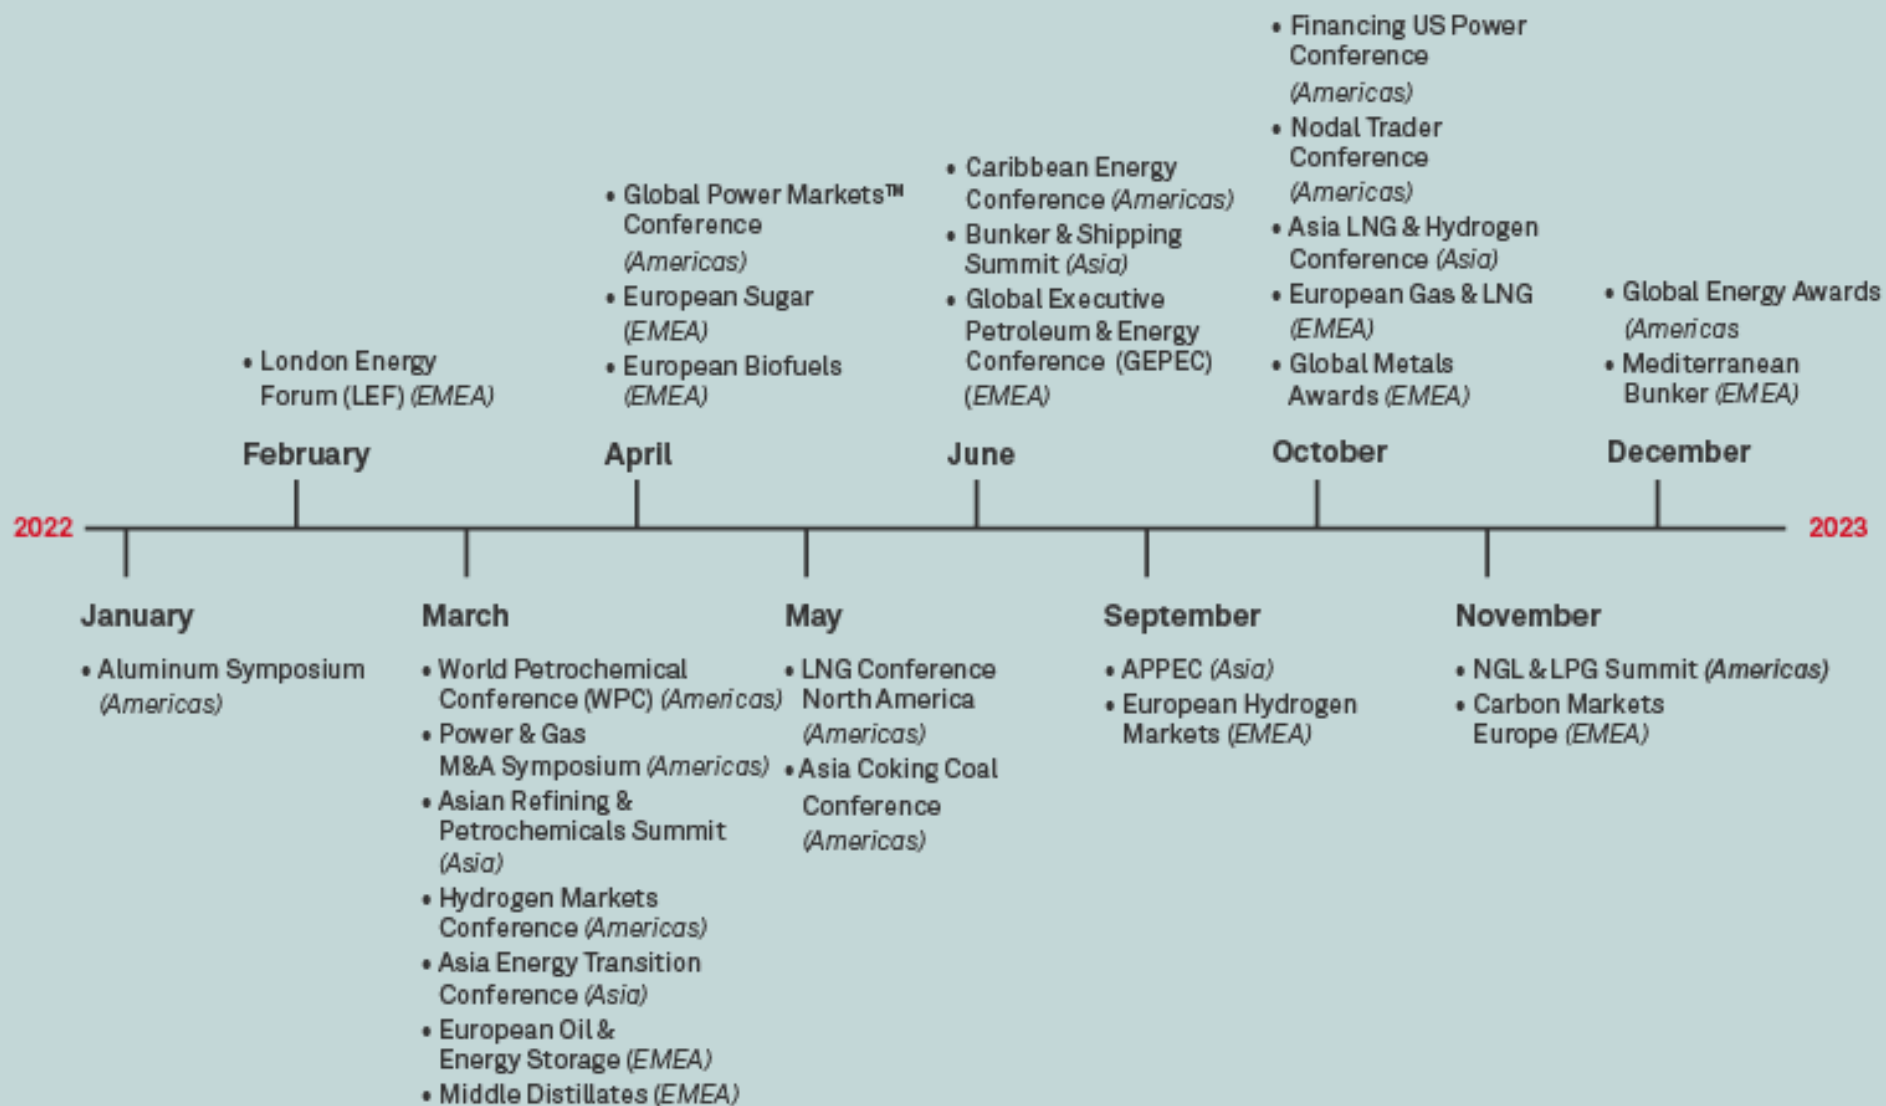 • Financing US Power
Conference
(Americas)
• Nodal Trader
Conference
(Americas)
• Asia LNG & Hydrogen
Conference (Asia)
• European Gas & LNG
(EMEA)
• Global Metals
Awards (EMEA)
• Caribbean Energy
Conference (Americas)
• Bunker & Shipping
Summit (Asia)
• Global Executive
Petroleum & Energy
Conference (GEPEC)
(EMEA)
• Global Power Markets™
Conference
(Americas)
• European Sugar
(EMEA)
• European Biofuels
(EMEA)
• London Energy
Forum (LEF) (EMEA)
• Global Energy Awards
(Americas
• Mediterranean
Bunker (EMEA)
February
April
June
October
December
2022
2023
January
• Aluminum Symposium
(Americas)
March
• World Petrochemical
Conference (WPC) (Americas)
• Power & Gas
M&A Symposium (Americas)
• Asian Refining &
Petrochemicals Summit
(Asia)
• Hydrogen Markets
Conference (Americas)
• Asia Energy Transition
Conference (Asia)
• European Oil &
Energy Storage (EMEA)
• Middle Distillates (EMEA)
May
• LNG Conference
North America
(Americas)
• Asia Coking Coal
Conference
(Americas)
September
• APPEC (Asia)
• European Hydrogen
Markets (EMEA)
November
• NGL & LPG Summit (Americas)
• Carbon Markets
Europe (EMEA)